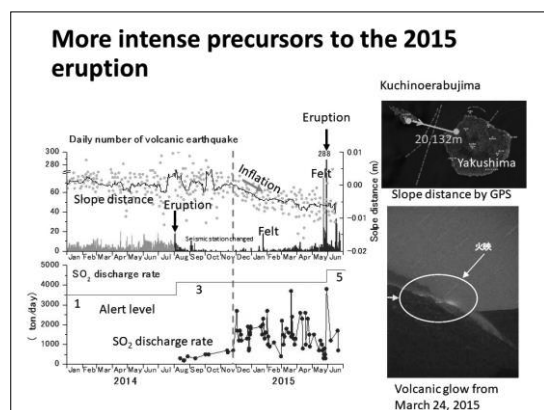 More intense precursors to the 2015
eruption
Kuchinoerabujima
Eruption
Daily number of volcanic earthquake
300
280
60
50
40
30
20
10
0
288
Felt
Inflation
Slope distance
Eruption
Felt
Seismic station changed
0.01
0.00
-0.01
-0.02
Solpe distance (m)
Jan Feb Mar Apr May Jun Jul Aug Sep Oct Nov Dec Jan Feb Mar Apr May Jun
20,132m
Yakushima
Slope distance by GPS
SO2 discharge rate
5000
4000
3000
2000
1000
0
( ton/day)
1
3
5
Alert level
SO2 discharge rate
Jan Feb Mar Apr May Jun Jul Aug Sep Oct Nov Dec Jan Feb Mar Apr May Jun
2014
2015
火映
Volcanic glow from
March 24, 2015